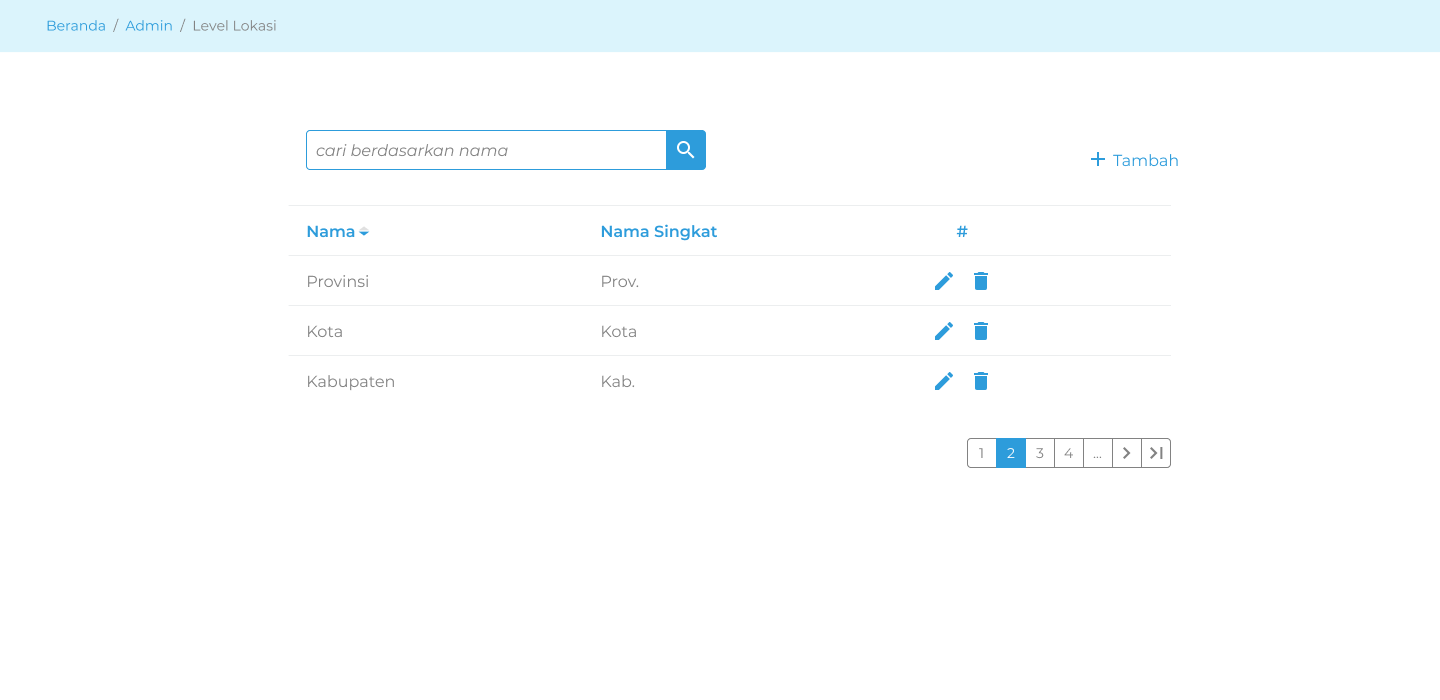 Beranda / Admin / Level Lokasi
cari berdasarkan nama
+ Tambah
Nama Nama Singkat #
Provinsi Prov.
Kota Kota
Kabupaten Kab.
1 2 3 4 ...